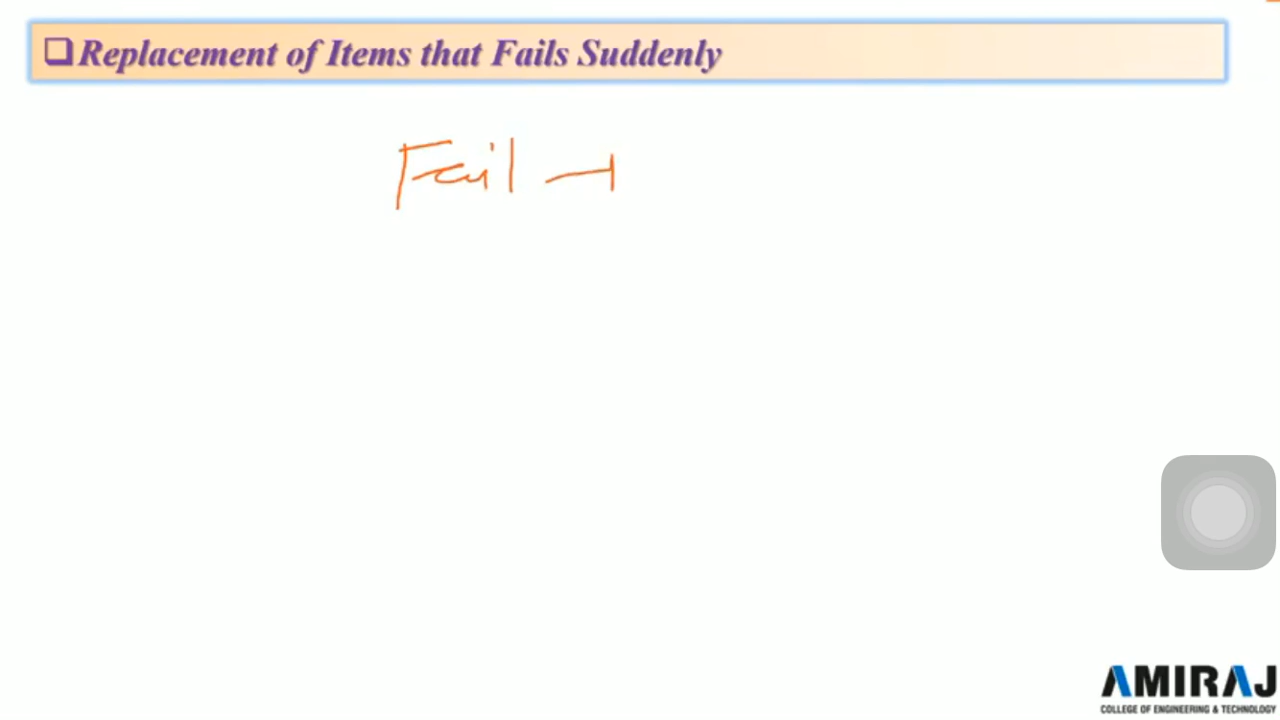 Replacement of Items that Fails Suddenly
Fail
AMIRAJ
COLLEGE OF ENGINEERING & TECHNOLOGY